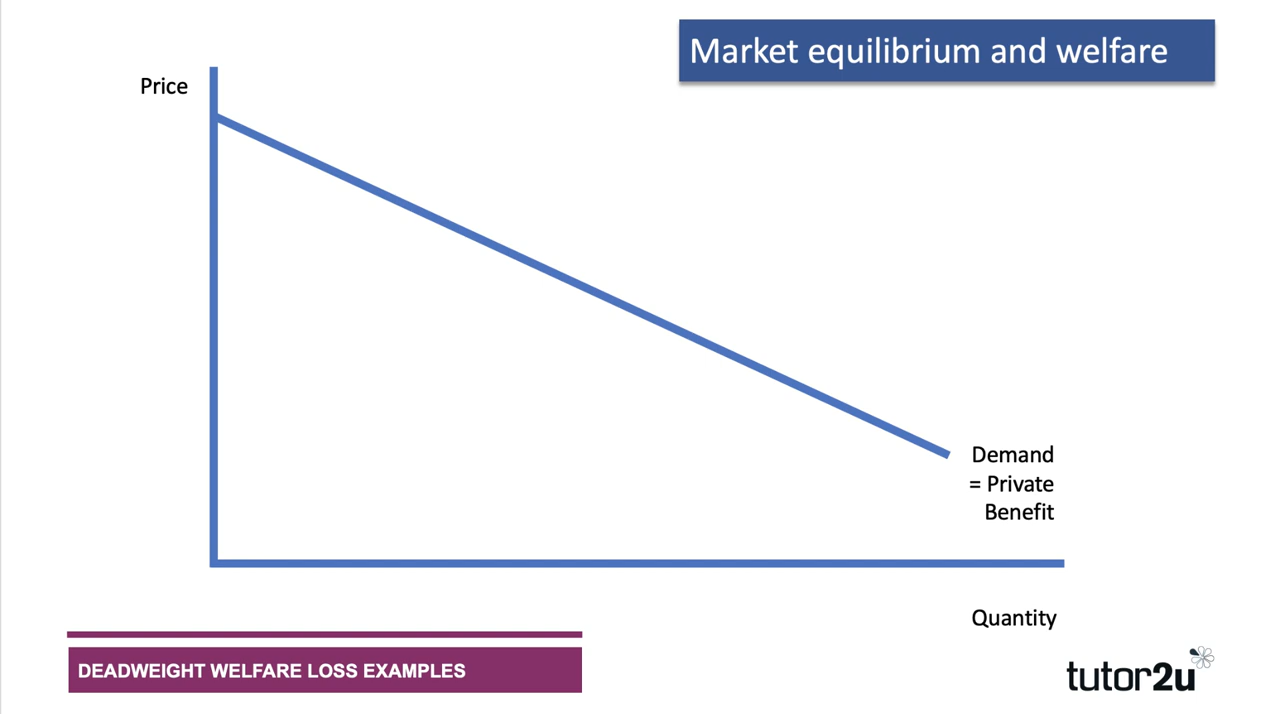 Market equilibrium and welfare
Price
Demand
= Private
Benefit
Quantity
DEADWEIGHT WELFARE LOSS EXAMPLES
tutor2u